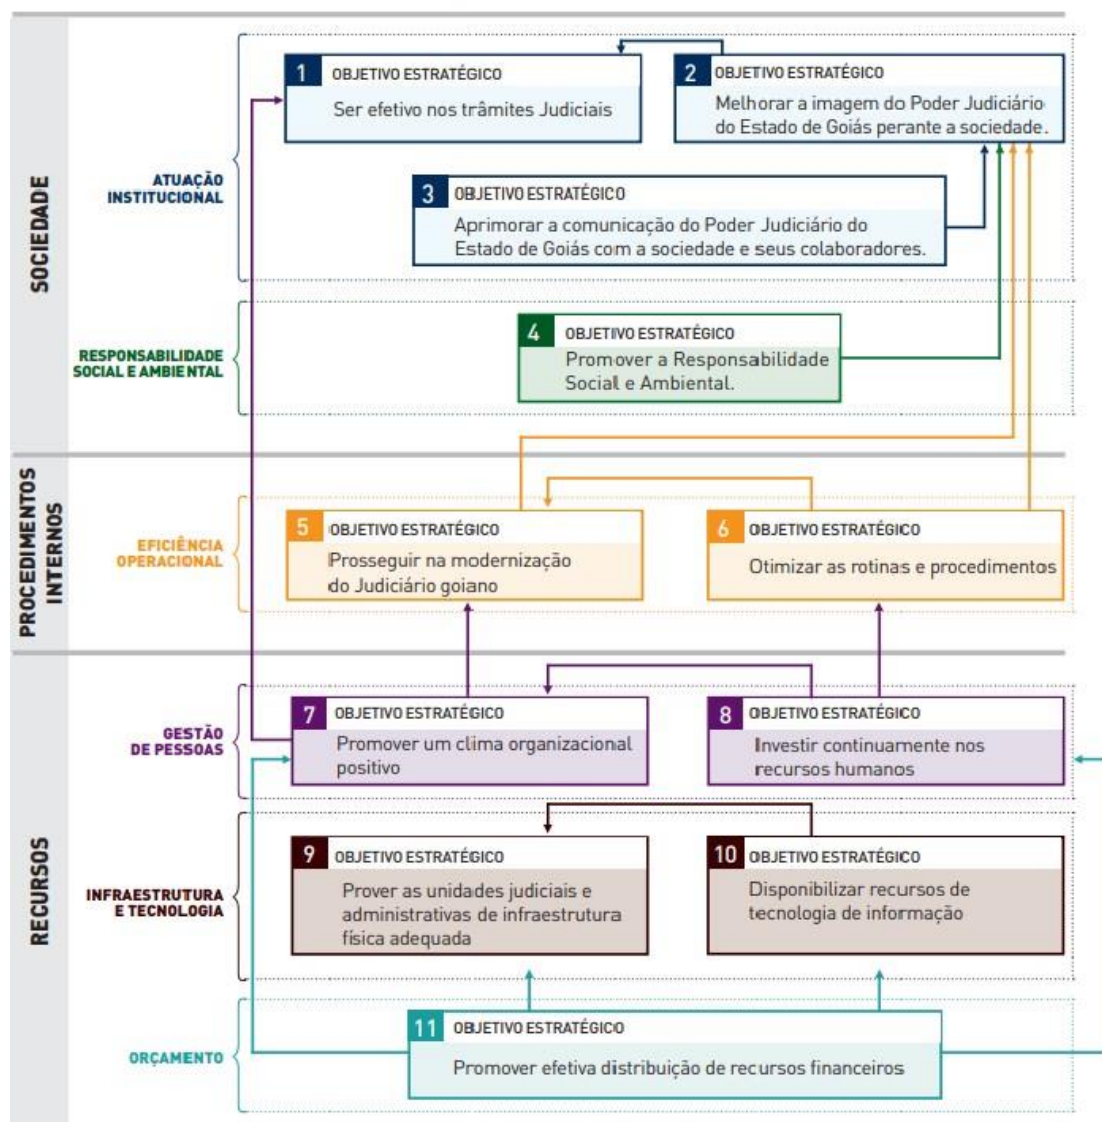 SOCIEDADE
ATUAÇÃO
INSTITUCIONAL
1 OBJETIVO ESTRATÉGICO
Ser efetivo nos trâmites Judiciais
2 OBJETIVO ESTRATÉGICO
Melhorar a imagem do Poder Judiciário
do Estado de Goiás perante a sociedade.
3 OBJETIVO ESTRATÉGICO
Aprimorar a comunicação do Poder Judiciário do
Estado de Goiás com a sociedade e seus colaboradores.
RESPONSABILIDADE
SOCIAL E AMBIENTAL
4 OBJETIVO ESTRATÉGICO
Promover a Responsabilidade
Social e Ambiental.
PROCEDIMENTOS
INTERNOS
EFICIÊNCIA
OPERACIONAL
5 OBJETIVO ESTRATÉGICO
Prosseguir na modernização
do Judiciário goiano
6 OBJETIVO ESTRATÉGICO
Otimizar as rotinas e procedimentos
RECURSOS
GESTÃO
DE PESSOAS
7 OBJETIVO ESTRATÉGICO
Promover um clima organizacional
positivo
8 OBJETIVO ESTRATÉGICO
Investir continuamente nos
recursos humanos
INFRAESTRUTURA
E TECNOLOGIA
9 OBJETIVO ESTRATÉGICO
Prover as unidades judiciais e
administrativas de infraestrutura
física adequada
10 OBJETIVO ESTRATÉGICO
Disponibilizar recursos de
tecnologia de informação
ORÇAMENTO
11 OBJETIVO ESTRATÉGICO
Promover efetiva distribuição de recursos financeiros